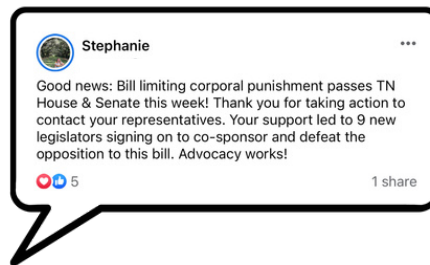 Stephanie
Good news: Bill limiting corporal punishment passes TN
House & Senate this week! Thank you for taking action to
contact your representatives. Your support led to 9 new
legislators signing on to co-sponsor and defeat the
opposition to this bill. Advocacy works!
5
1 share